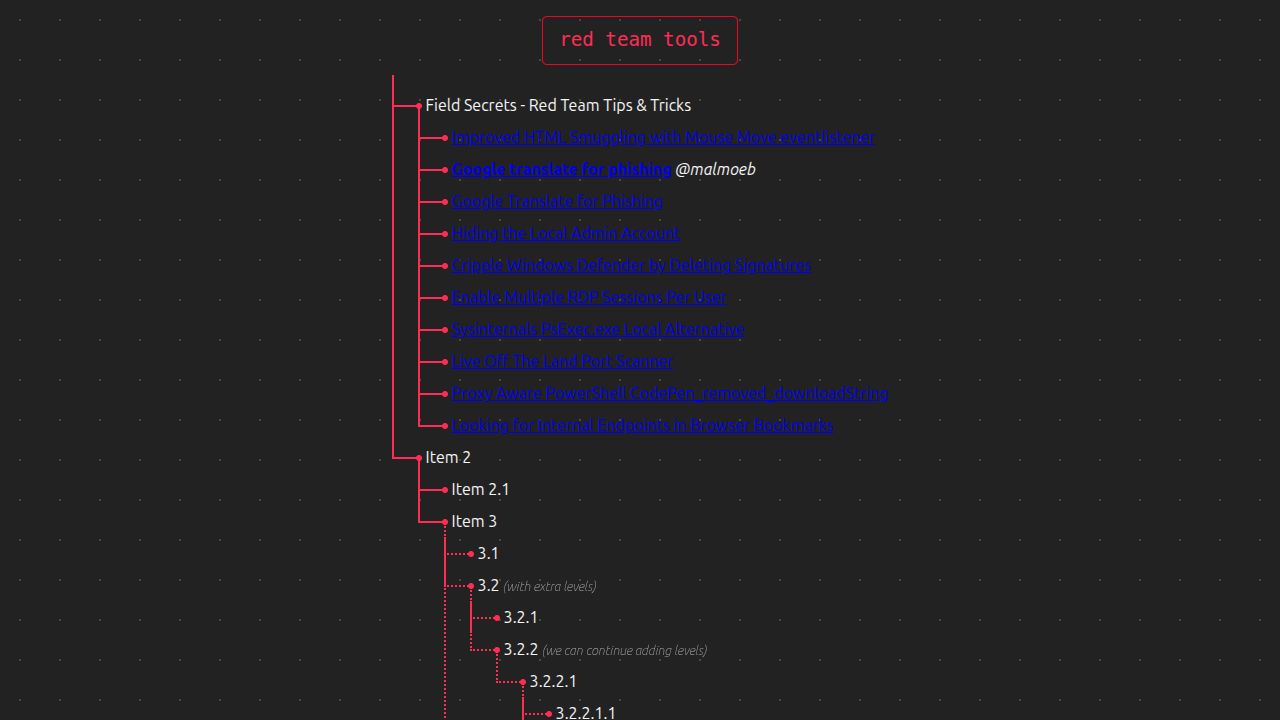 red team tools
Field Secrets - Red Team Tips & Tricks
Improved HTML Smuggling with Mouse Move eventlistener
Google translate for phishing @malmoeb
Google Translate for Phishing
Hiding the Local Admin Account
Cripple Windows Defender by Deleting Signatures
Enable Multiple RDP Sessions Per User
Sysinternals PsExec.exe Local Alternative
Live Off The Land Port Scanner
Proxy Aware PowerShell CodePen_removed_downloadString
Looking for Internal Endpoints in Browser Bookmarks
Item 2
Item 2.1
Item 3
3.1
3.2 (with extra levels)
3.2.1
3.2.2 (we can continue adding levels)
3.2.2.1
3.2.2.1.1